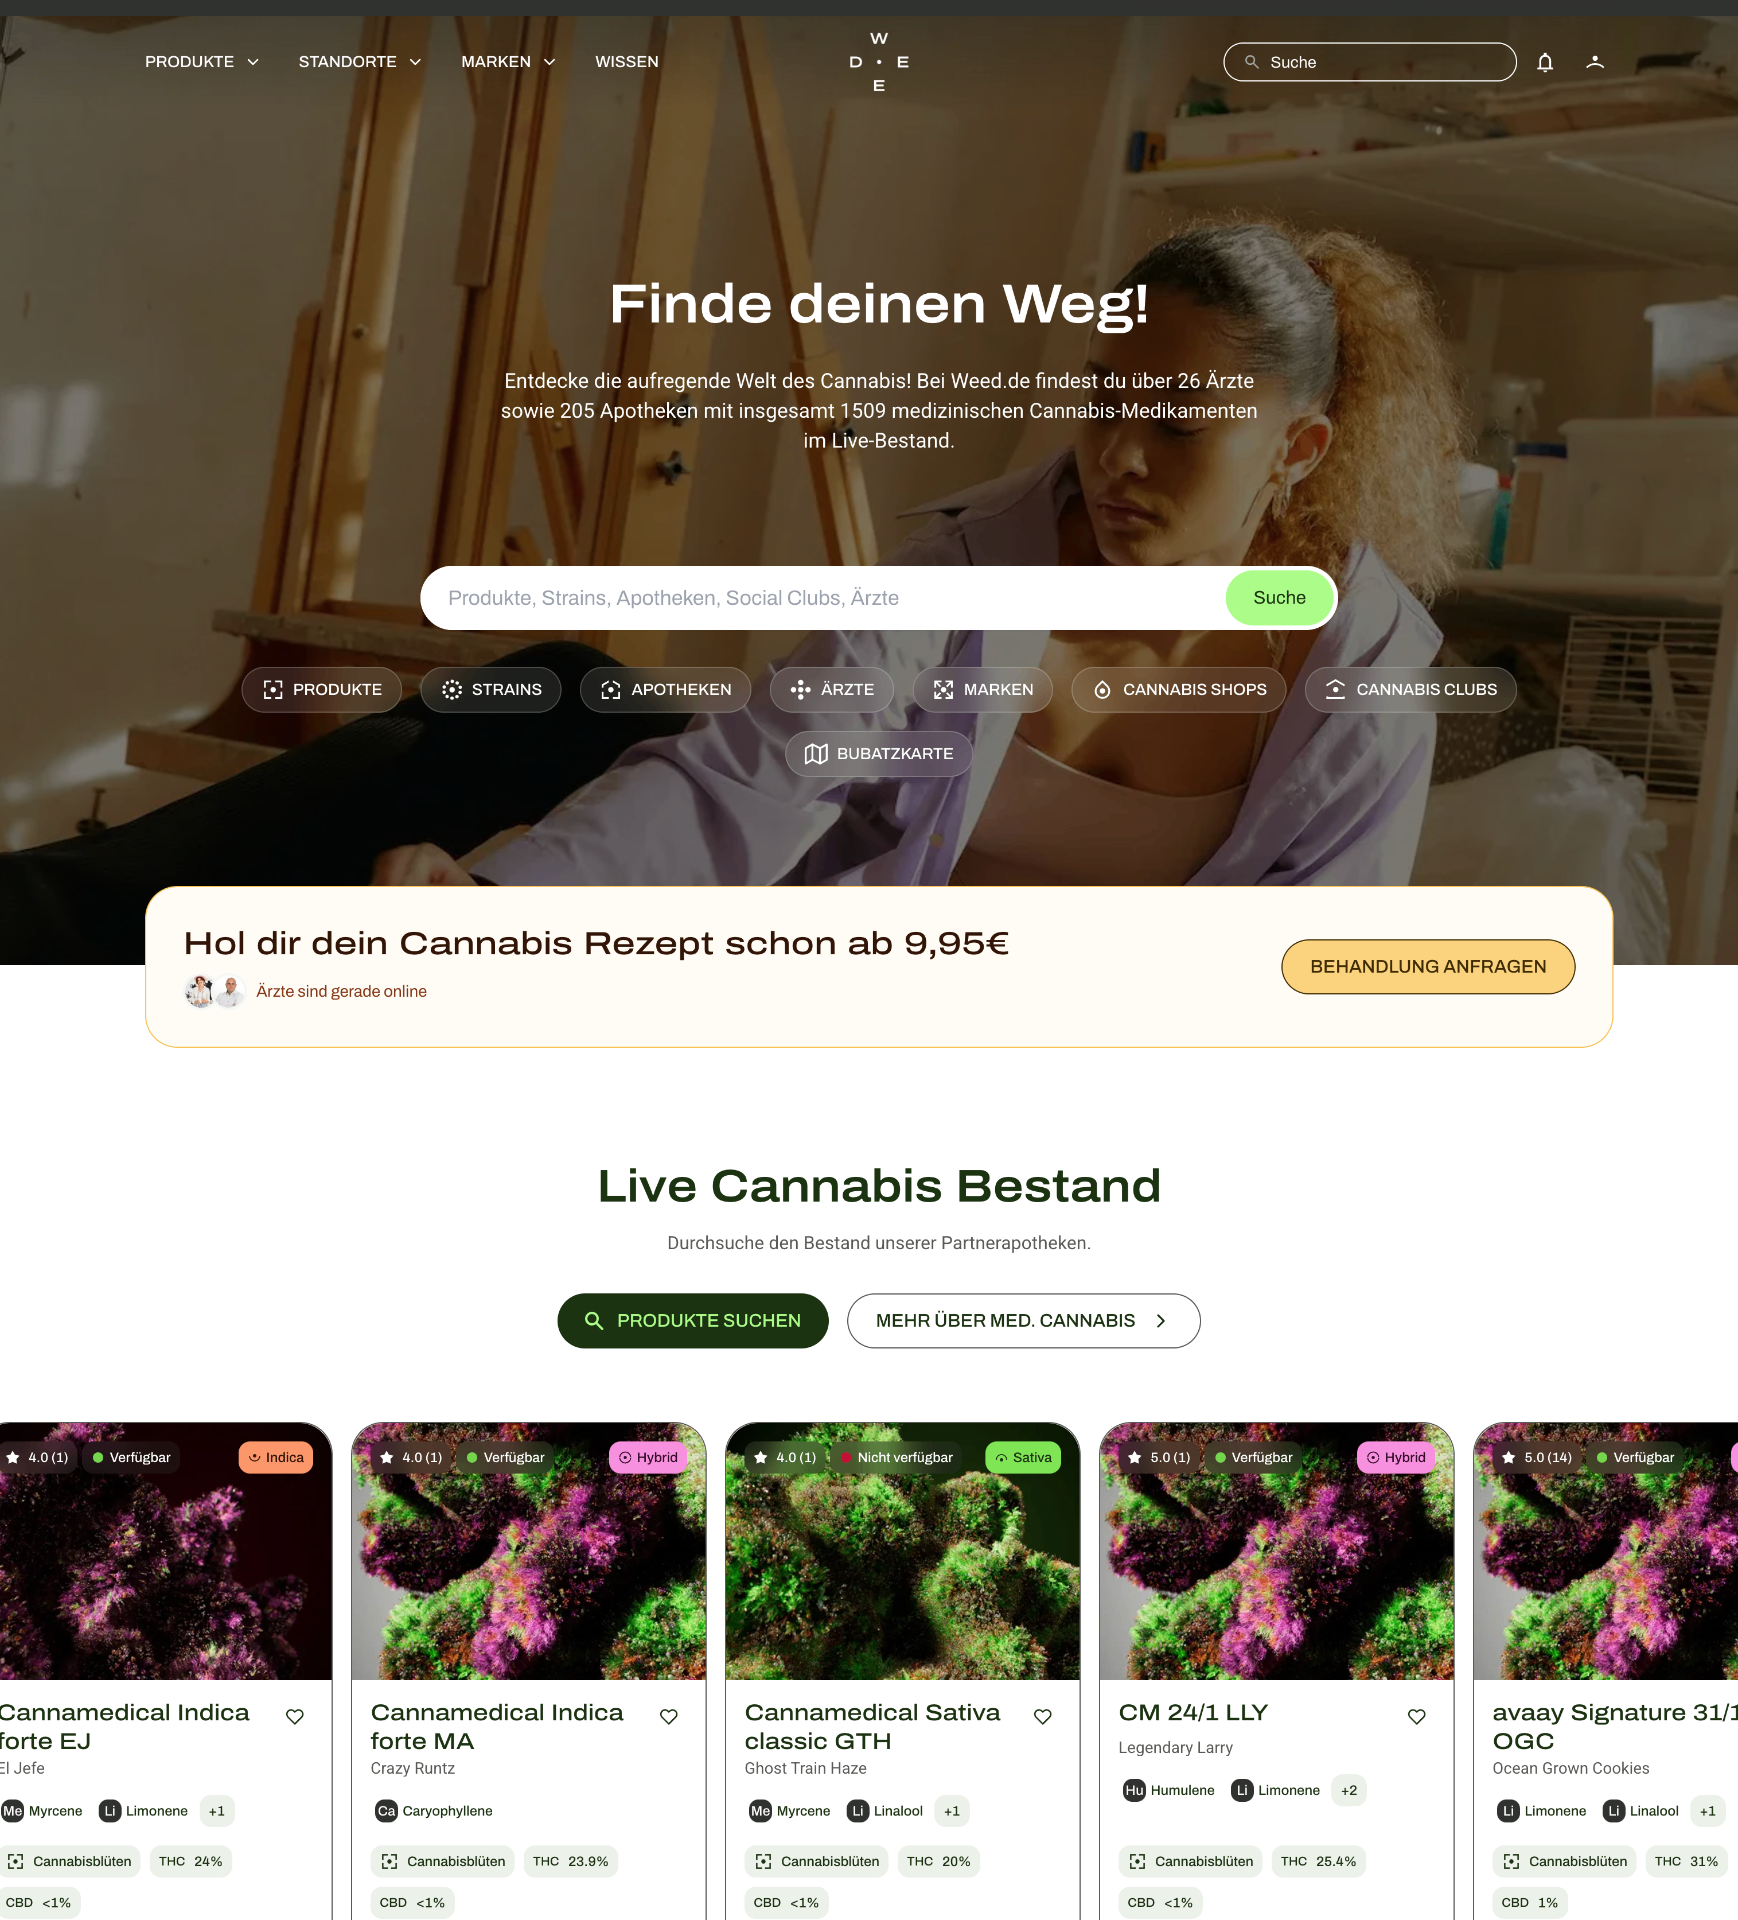 PRODUKTE
STANDORTE
MARKEN
WISSEN
W
D • E
E
Suche
Finde deinen Weg!
Entdecke die aufregende Welt des Cannabis! Bei Weed.de findest du über 26 Ärzte
sowie 205 Apotheken mit insgesamt 1509 medizinischen Cannabis-Medikamenten
im Live-Bestand.
Produkte, Strains, Apotheken, Social Clubs, Ärzte
Suche
PRODUKTE
STRAINS
APOTHEKEN
ÄRZTE
MARKEN
CANNABIS SHOPS
CANNABIS CLUBS
BUBATZKARTE
Hol dir dein Cannabis Rezept schon ab 9,95€
Ärzte sind gerade online
BEHANDLUNG ANFRAGEN
Live Cannabis Bestand
Durchsuche den Bestand unserer Partnerapotheken.
PRODUKTE SUCHEN
MEHR ÜBER MED. CANNABIS
4.0 (1)
Verfügbar
Indica
Cannamedical Indica
forte EJ
El Jefe
Me Myrcene
Li Limonene
+1
Cannabisblüten
THC 24%
CBD <1%
4.0 (1)
Verfügbar
Hybrid
Cannamedical Indica
forte MA
Crazy Runtz
Ca Caryophyllene
Cannabisblüten
THC 23.9%
CBD <1%
4.0 (1)
Nicht verfügbar
Sativa
Cannamedical Sativa
classic GTH
Ghost Train Haze
Me Myrcene
Li Linalool
+1
Cannabisblüten
THC 20%
CBD <1%
5.0 (1)
Verfügbar
Hybrid
CM 24/1 LLY
Legendary Larry
Hu Humulene
Li Limonene
+2
Cannabisblüten
THC 25.4%
CBD <1%
5.0 (14)
Verfügbar
avaay Signature 31/1
OGC
Ocean Grown Cookies
Li Limonene
Li Linalool
+1
Cannabisblüten
THC 31%
CBD 1%